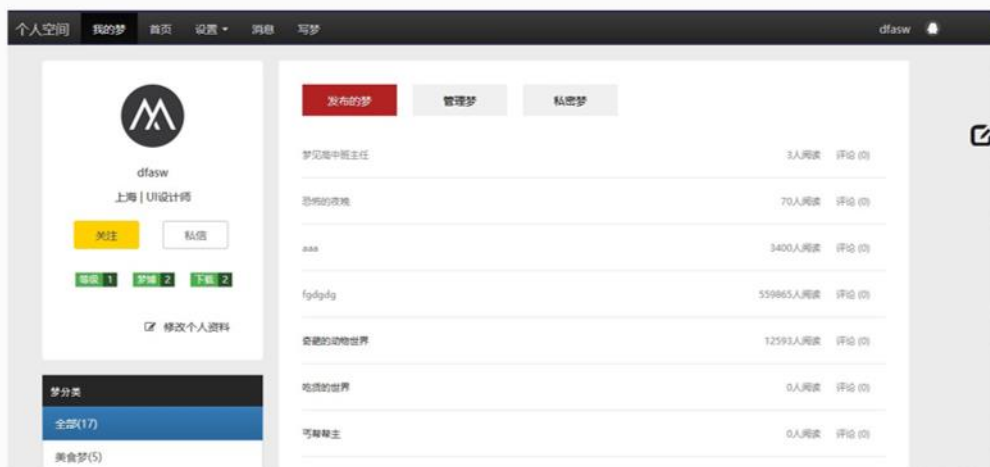 个人空间 我的梦 首页 设置 消息 写梦 dfasw
发布的梦 管理梦 私密梦
dfasw
上海 | UI设计师
关注 私信
等级 1 梦境 2 下载 2
修改个人资料
梦分类
全部(17)
美食梦(5)
梦见高中班主任 3人阅读 评论 (0)
恐怖的夜晚 70人阅读 评论 (0)
aaa 3400人阅读 评论 (0)
fgdgdg 559865人阅读 评论 (0)
奇葩的动物世界 12593人阅读 评论 (0)
吃货的世界 0人阅读 评论 (0)
丐帮帮主 0人阅读 评论 (0)